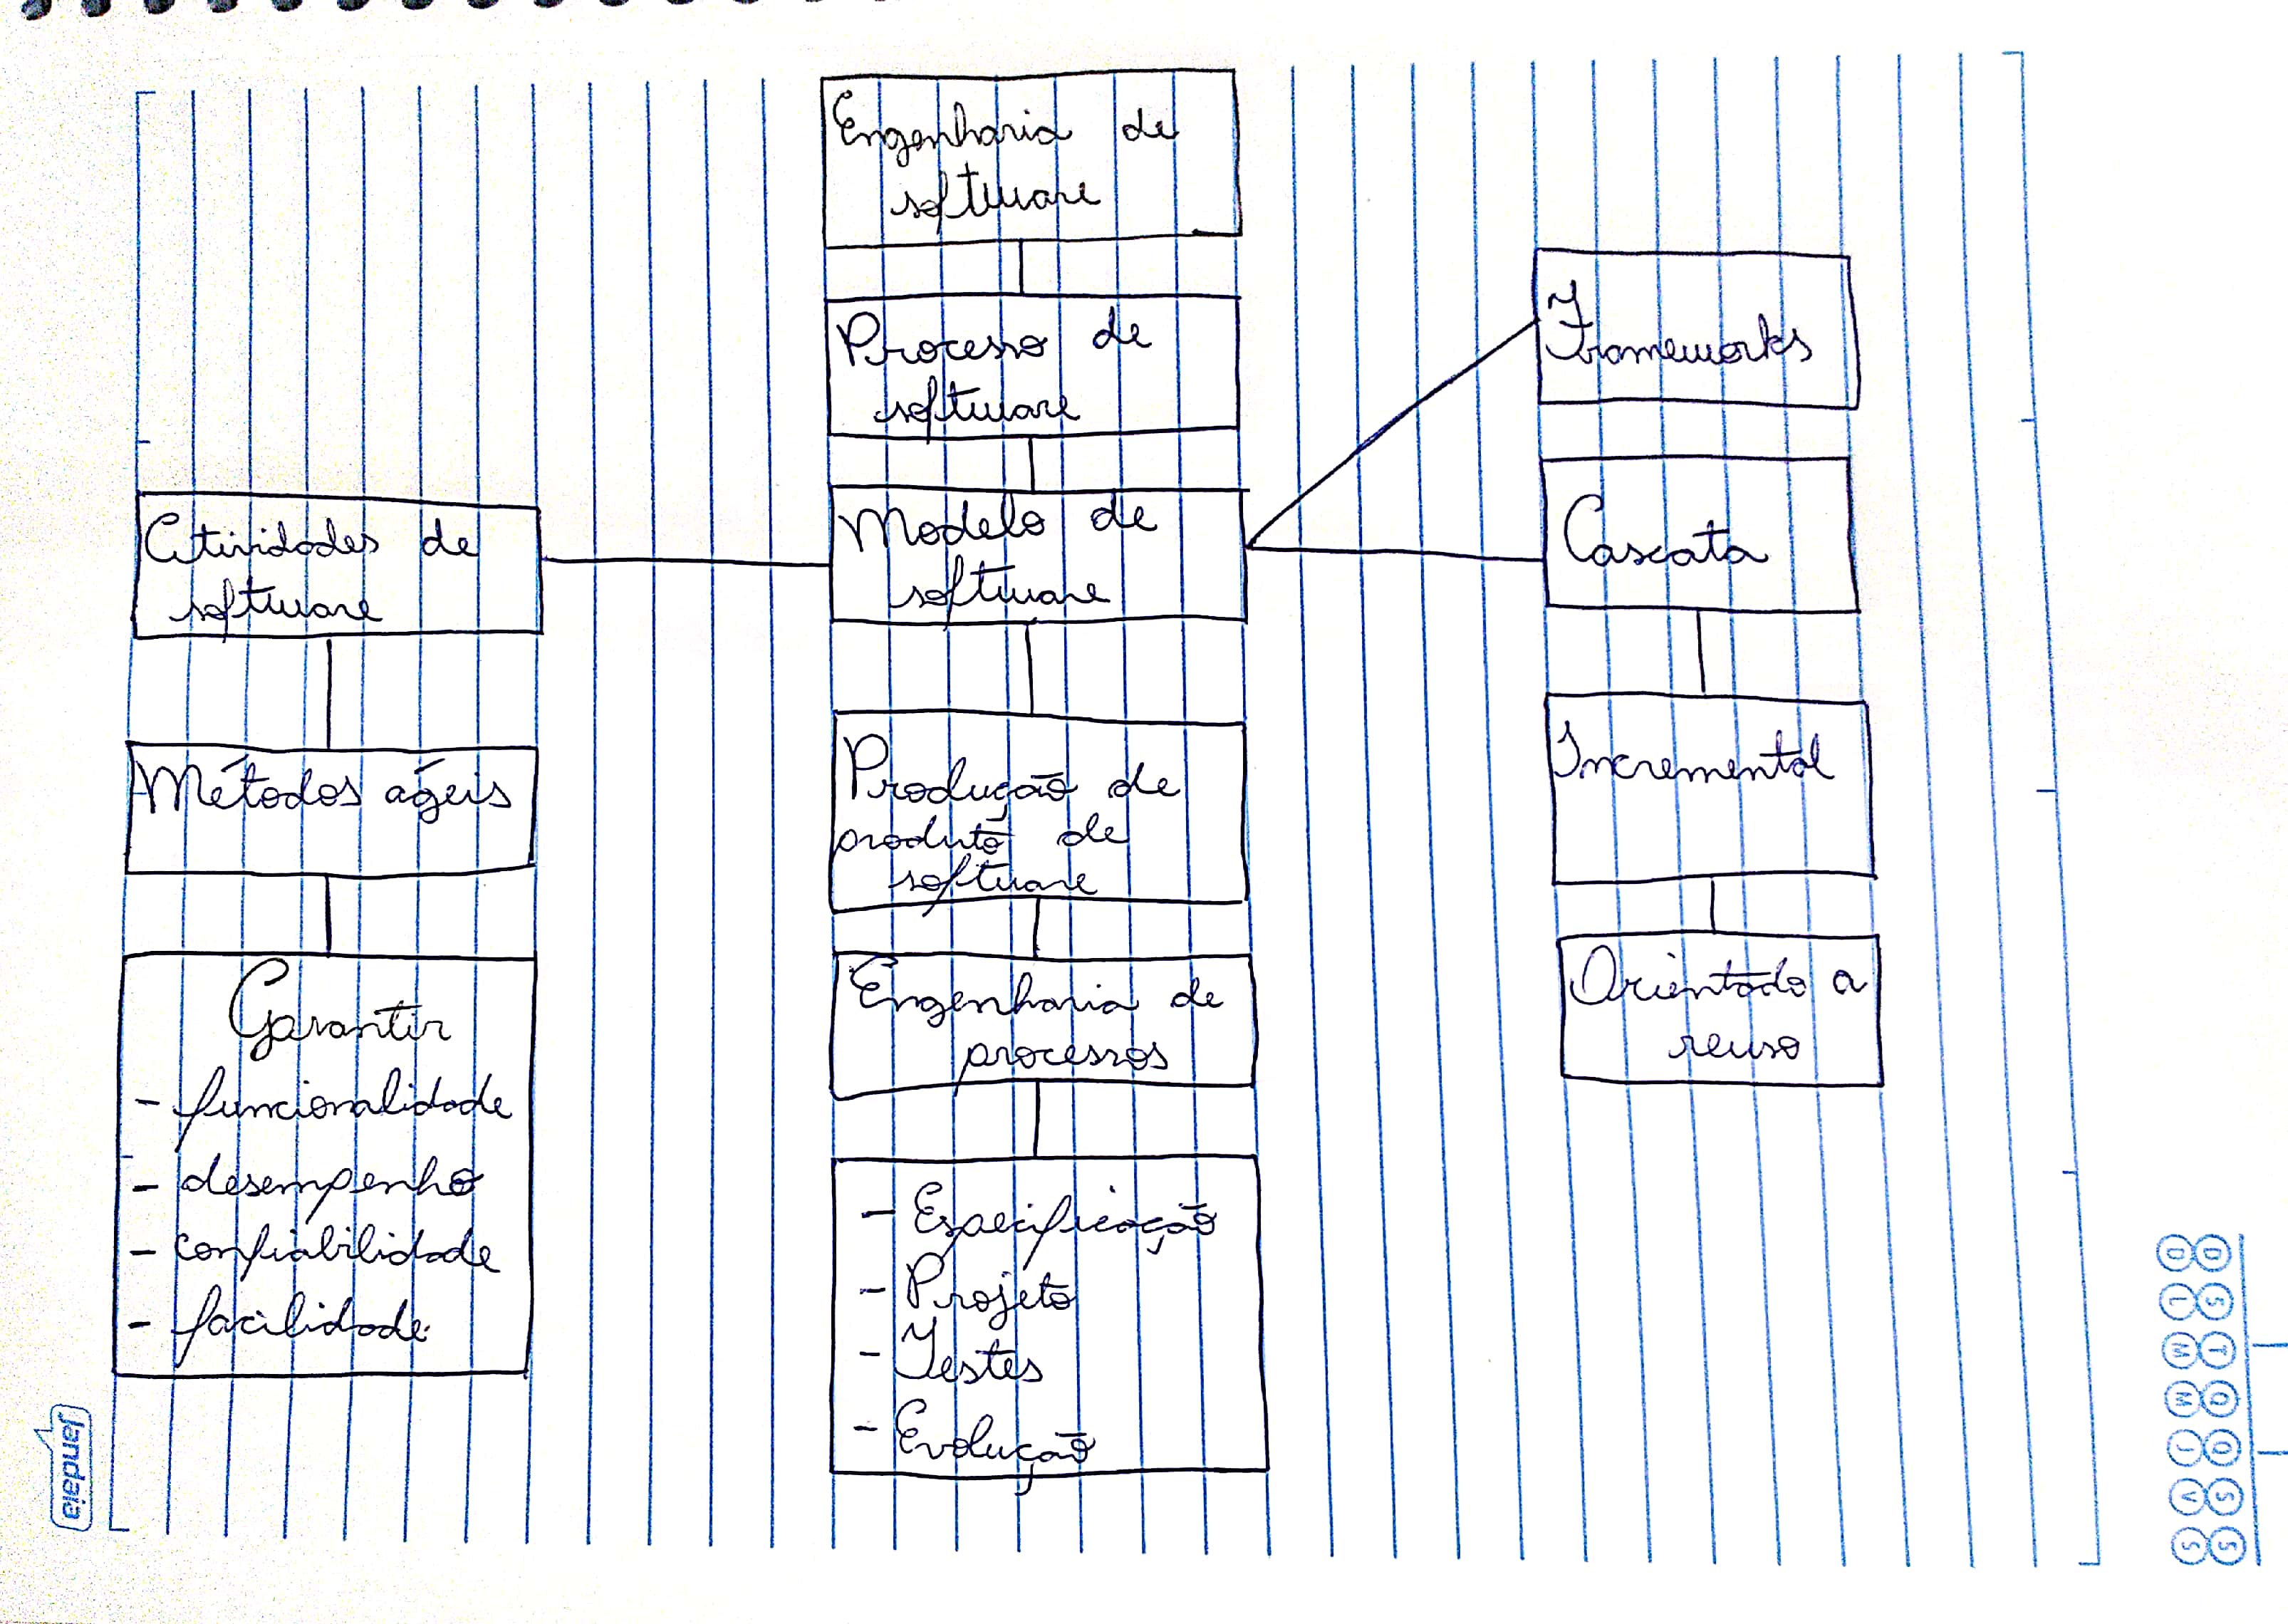 Engenharia de
software
Processo de
software
Modelo de
software
Produção de
produto de
software
Engenharia de
processos
- Especificação
- Projeto
- Testes
- Evolução
Atividades de
software
Métodos ágeis
Garantir
- funcionalidade
- desempenho
- confiabilidade
- facilidade
Frameworks
Cascata
Incremental
Orientado a
reuso
Jandaia
D S T Q Q S S
D L M M J V S